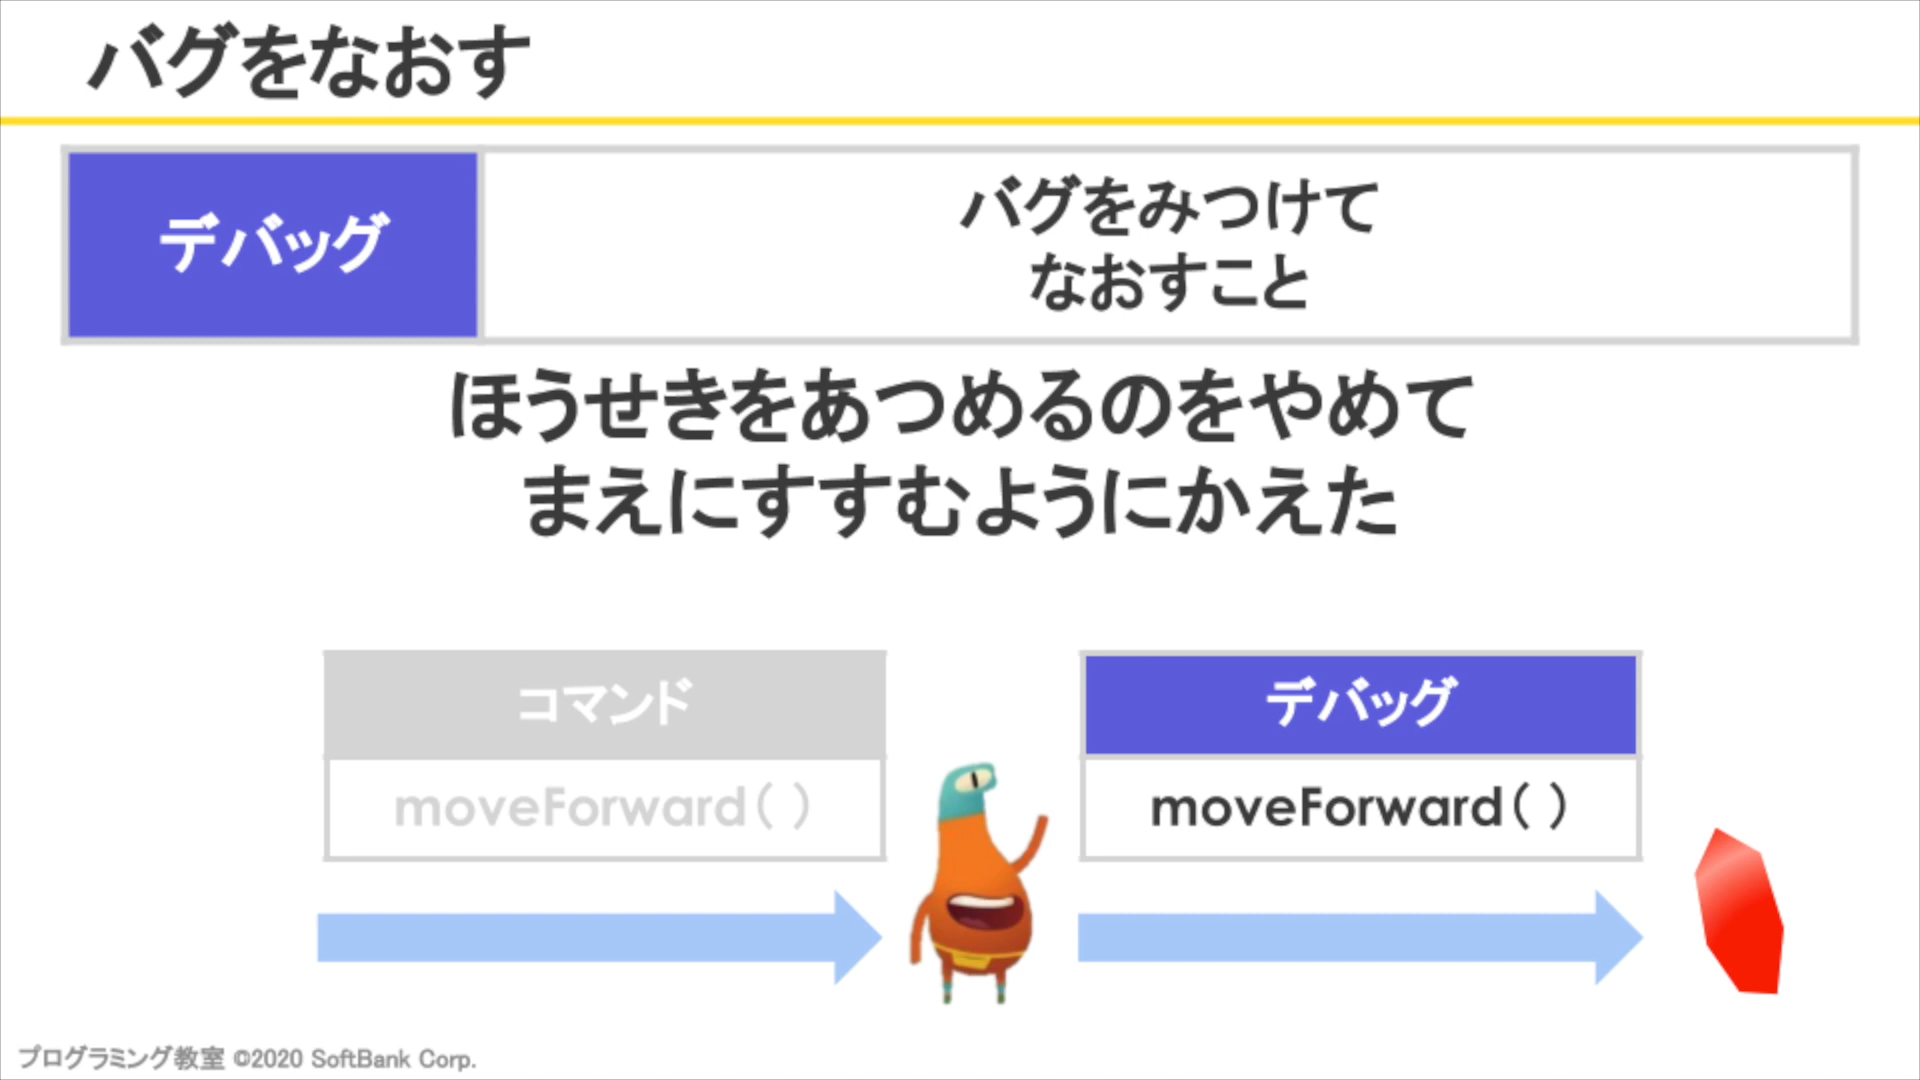 バグをなおす
デバッグ
バグをみつけて
なおすこと
ほうせきをあつめるのをやめて
まえにすすむようにかえた
コマンド
moveForward( )
デバッグ
moveForward( )
プログラミング教室 ©2020 SoftBank Corp.